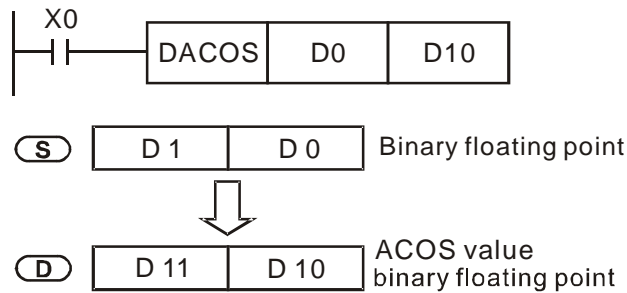 X0
DACOS D0 D10
S D 1 D 0 Binary floating point
D D 11 D 10 ACOS value
binary floating point